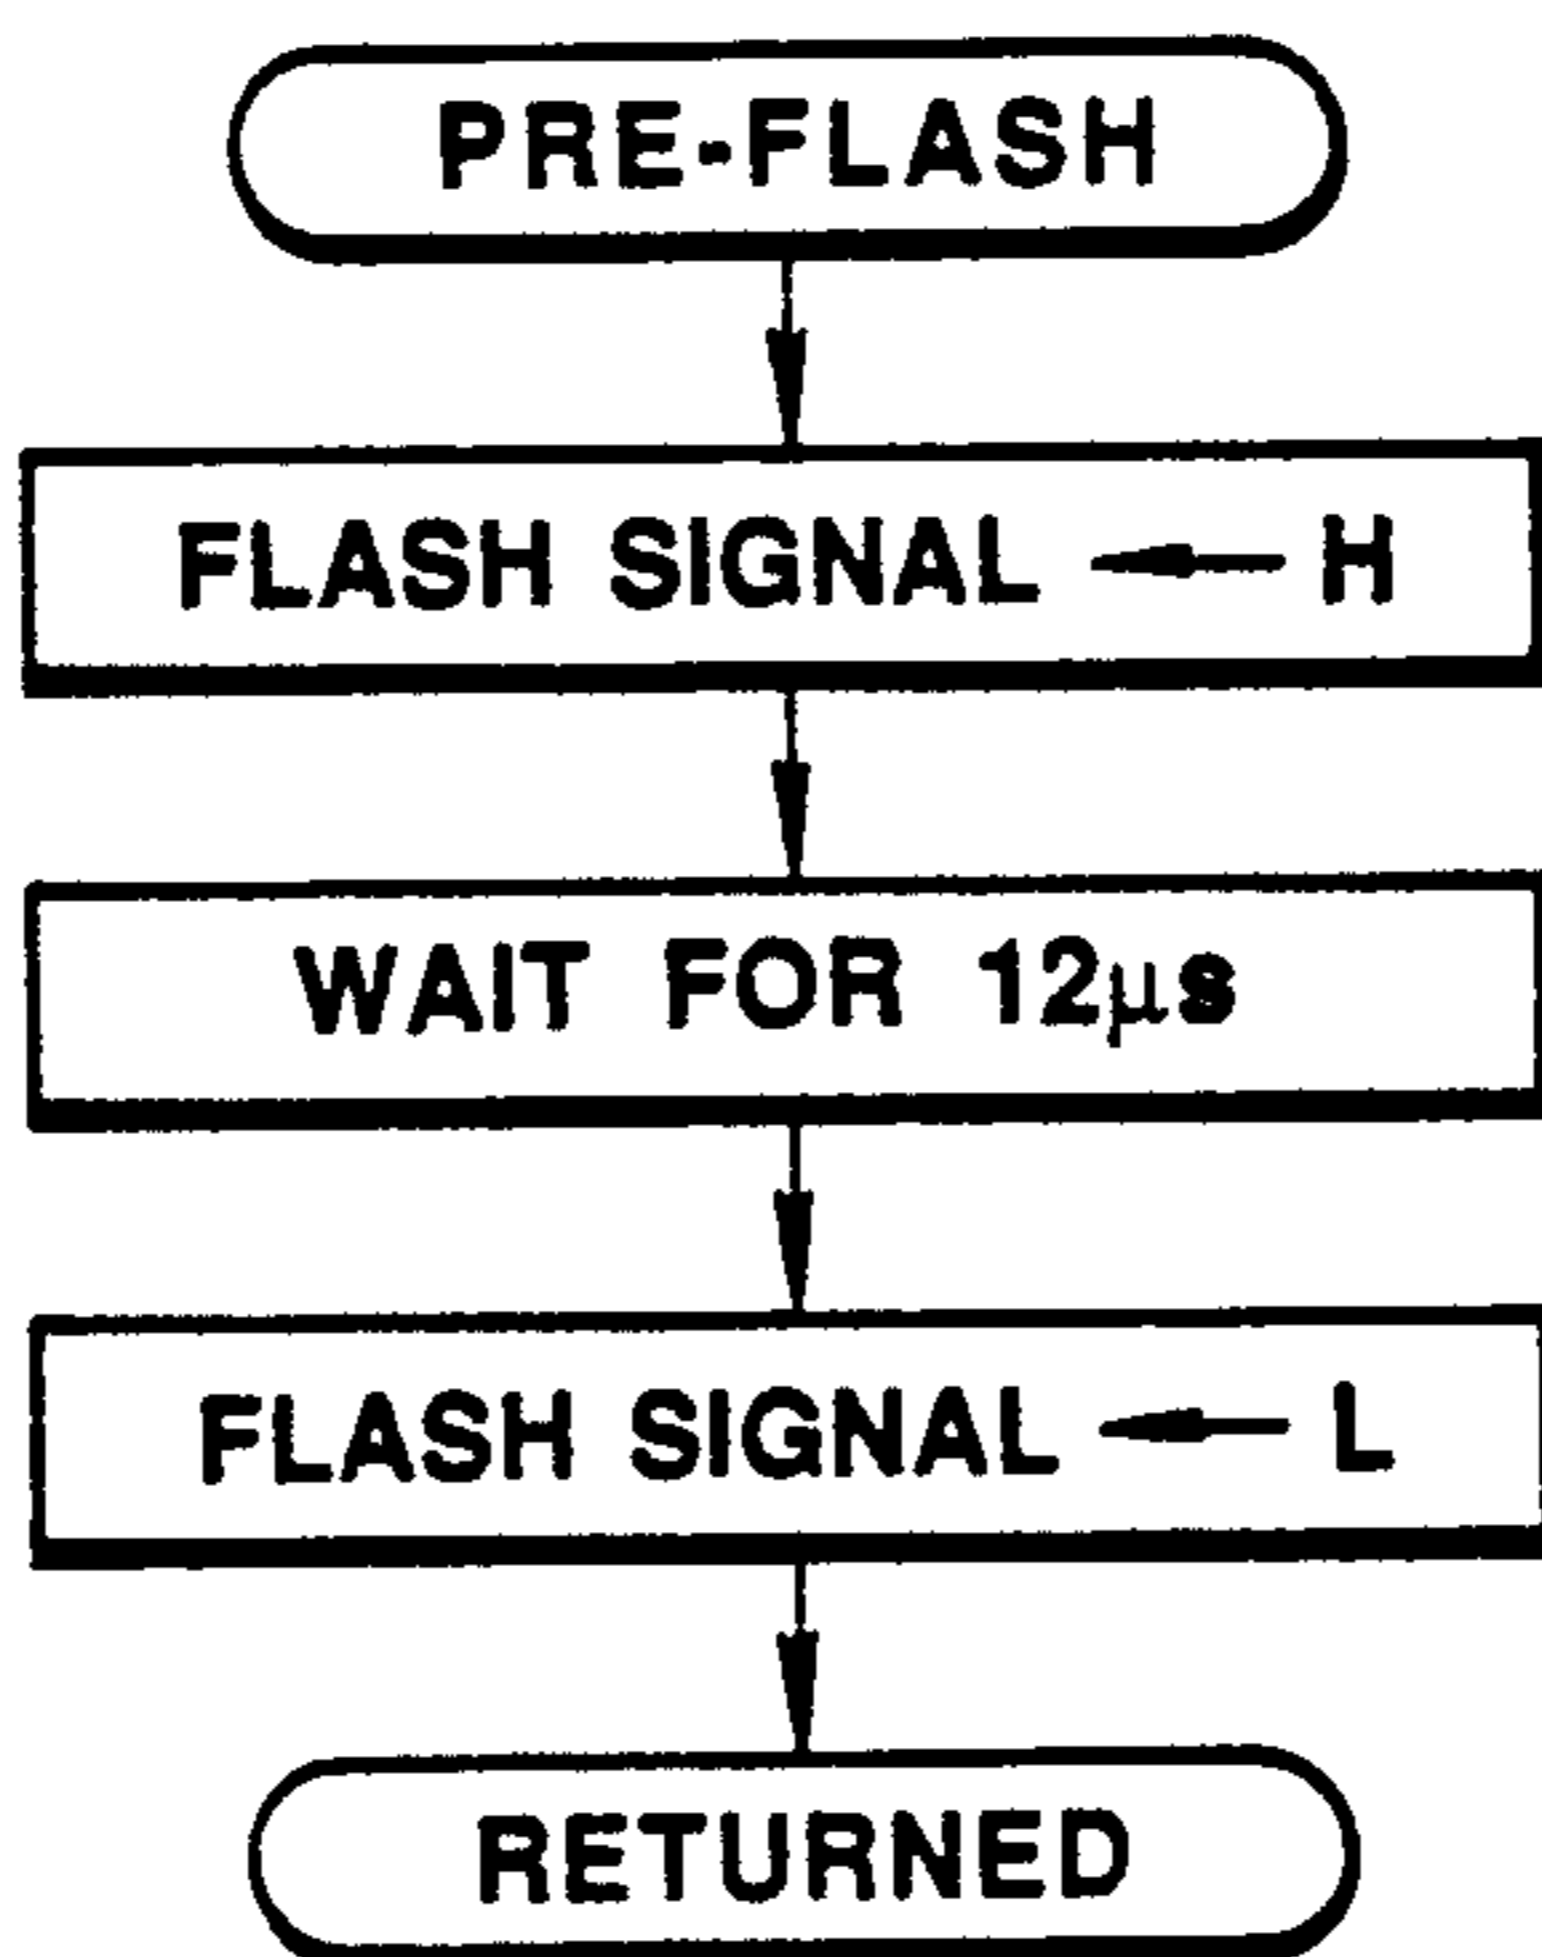 PRE-FLASH
FLASH SIGNAL ← H
WAIT FOR 12μs
FLASH SIGNAL ← L
RETURNED